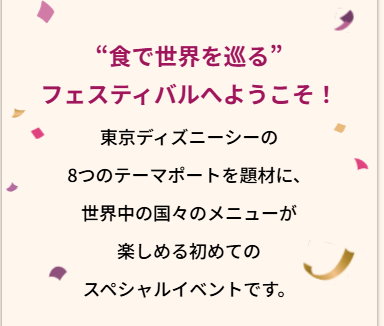 “食で世界を巡る”
フェスティバルへようこそ！
東京ディズニーシーの
8つのテーマポートを題材に、
世界中の国々のメニューが
楽しめる初めての
スペシャルイベントです。